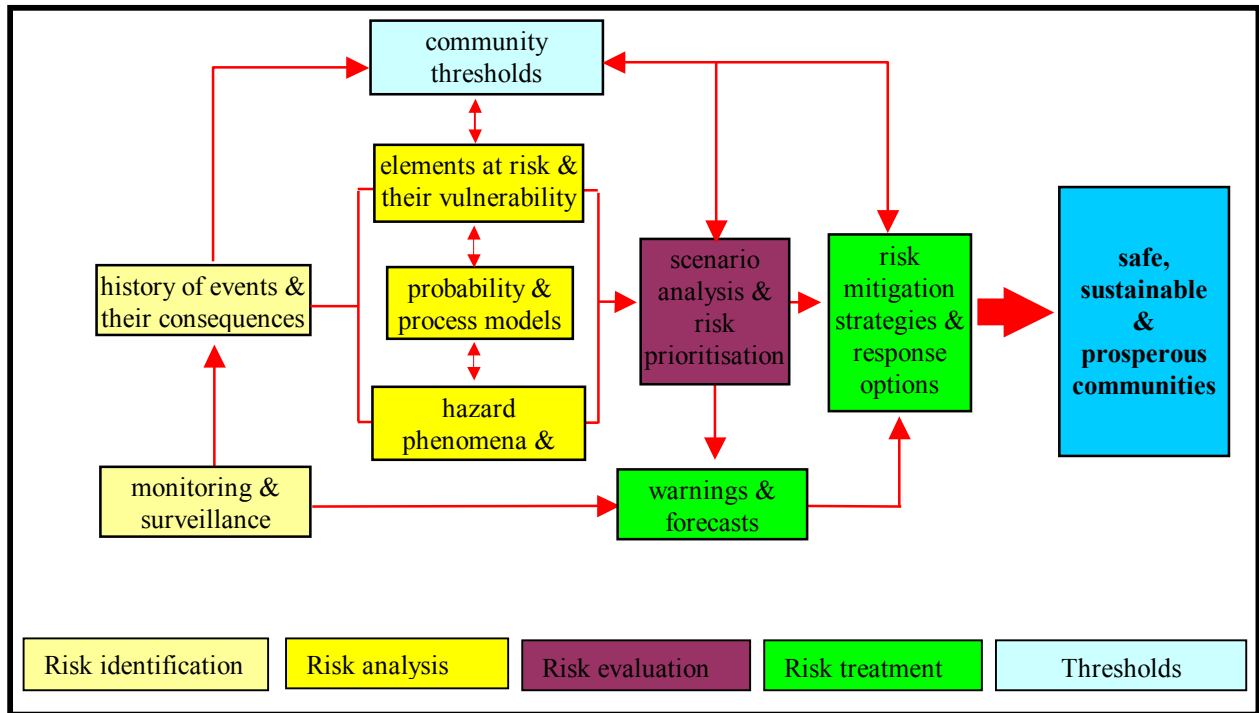 community
thresholds
elements at risk &
their vulnerability
history of events &
their consequences
probability &
process models
hazard
phenomena &
monitoring &
surveillance
scenario
analysis &
risk
prioritisation
warnings &
forecasts
risk
mitigation
strategies &
response
options
safe,
sustainable
&
prosperous
communities
Risk identification
Risk analysis
Risk evaluation
Risk treatment
Thresholds